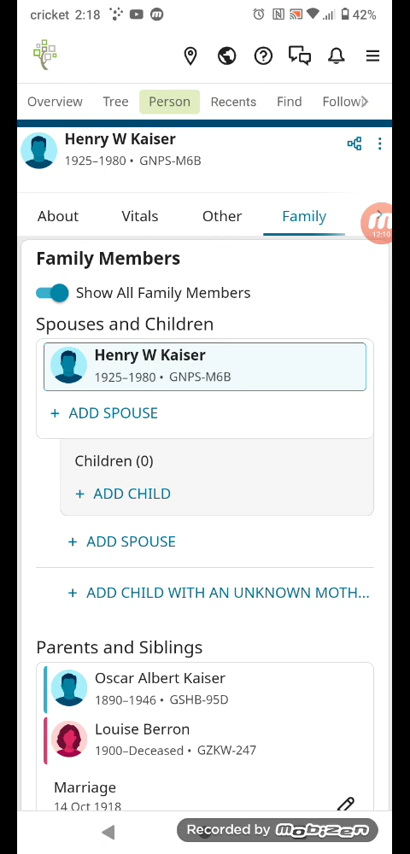 cricket 2:18
42%
Overview Tree Person Recents Find Follow
Henry W Kaiser
1925–1980 • GNPS-M6B
About Vitals Other Family
12:10
Family Members
Show All Family Members
Spouses and Children
Henry W Kaiser
1925–1980 • GNPS-M6B
+ ADD SPOUSE
Children (0)
+ ADD CHILD
+ ADD SPOUSE
+ ADD CHILD WITH AN UNKNOWN MOTH...
Parents and Siblings
Oscar Albert Kaiser
1890–1946 • GSHB-95D
Louise Berron
1900–Deceased • GZKW-247
Marriage
14 Oct 1918
Recorded by mobizen